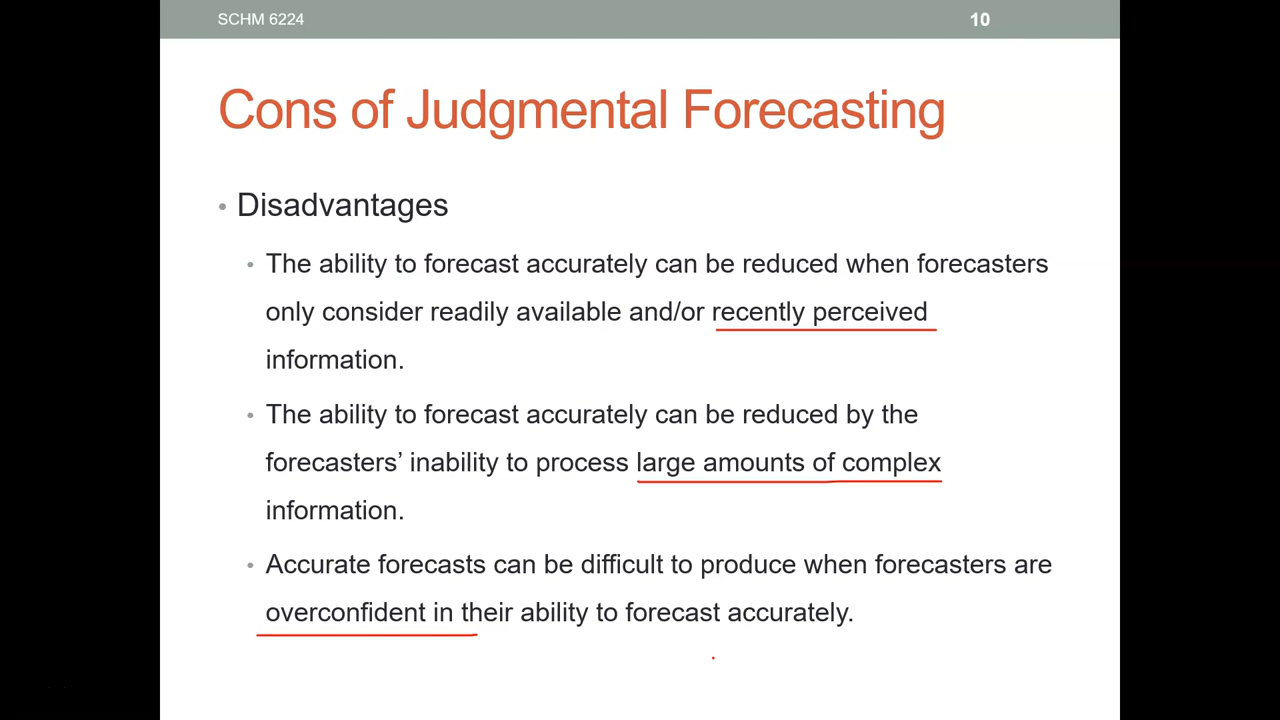 SCHM 6224
10
Cons of Judgmental Forecasting
• Disadvantages
• The ability to forecast accurately can be reduced when forecasters
only consider readily available and/or recently perceived
information.
• The ability to forecast accurately can be reduced by the
forecasters’ inability to process large amounts of complex
information.
• Accurate forecasts can be difficult to produce when forecasters are
overconfident in their ability to forecast accurately.